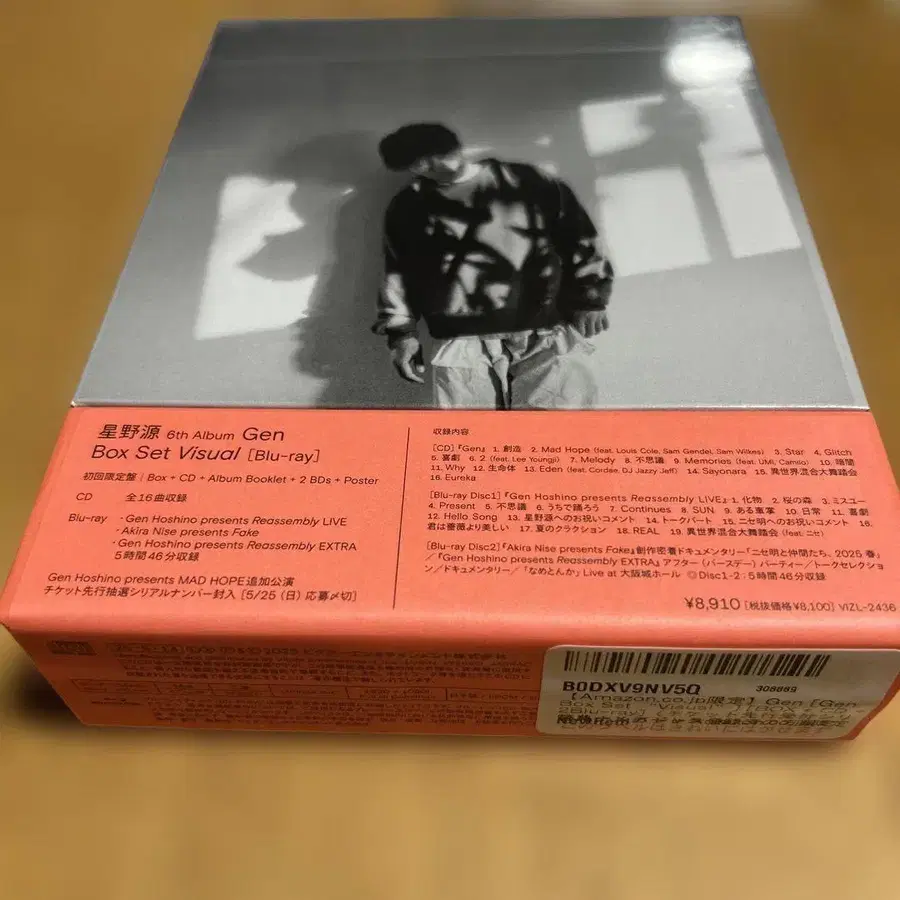 星野源 6th Album Gen
Box Set Visual [Blu-ray]
初回限定盤 / Box + CD + Album Booklet + 2 BDs + Poster
CD 全16曲収録
Blu-ray ・Gen Hoshino presents Reassembly LIVE
・Akira Nise presents Fake
・Gen Hoshino presents Reassembly EXTRA
5時間46分収録
Gen Hoshino presents MAD HOPE 追加公演
チケット先行抽選シリアルナンバー封入 [5/25 (日) 応募〆切]
収録内容
[CD]『Gen』 1. 創造 2. Mad Hope (feat. Louis Cole, Sam Gendel, Sam Wilkes) 3. Star 4. Glitch
5. 喜劇 6. 2 (feat. Lee Youngji) 7. Melody 8. 不思議 9. Memories (feat. UMI, Camilo) 10. 暗闇
11. Why 12. 生命体 13. Eden (feat. Cordae, DJ Jazzy Jeff) 14. Sayonara 15. 異世界混合大舞踏会
16. Eureka
[Blu-ray Disc1]『Gen Hoshino presents Reassembly LIVE』 1. 化物 2. 桜の森 3. ミスユー
4. Present 5. 不思議 6. うちで踊ろう 7. Continues 8. SUN 9. ある車掌 10. 日常 11. 喜劇
12. Hello Song 13. 星野源へのお祝いコメント 14. トークパート 15. ニセ明へのお祝いコメント 16.
君は薔薇より美しい 17. 夏のクラクション 18. REAL 19. 異世界混合大舞踏会 (feat. ニセ)
[Blu-ray Disc2]『Akira Nise presents Fake』創作密着ドキュメンタリー「ニセ明と仲間たち、2025 春」
/『Gen Hoshino presents Reassembly EXTRA』アフター (バースデー) パーティー/トークセレクショ
ン/ドキュメンタリー/「なめとんか」Live at 大阪城ホール ◎Disc1-2:5時間46分収録
¥8,910 [税抜価格¥8,100] VIZL-2436
B0DXV9NV5Q 308869
【Amazon.co.jp限定】 Gen [Gen
Box Set "Visual"
2Blu-ray]